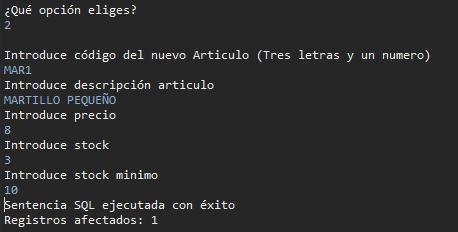 ¿Qué opción eliges?
2
Introduce código del nuevo Articulo (Tres letras y un numero)
MAR1
Introduce descripción articulo
MARTILLO PEQUEÑO
Introduce precio
8
Introduce stock
3
Introduce stock minimo
10
Sentencia SQL ejecutada con éxito
Registros afectados: 1